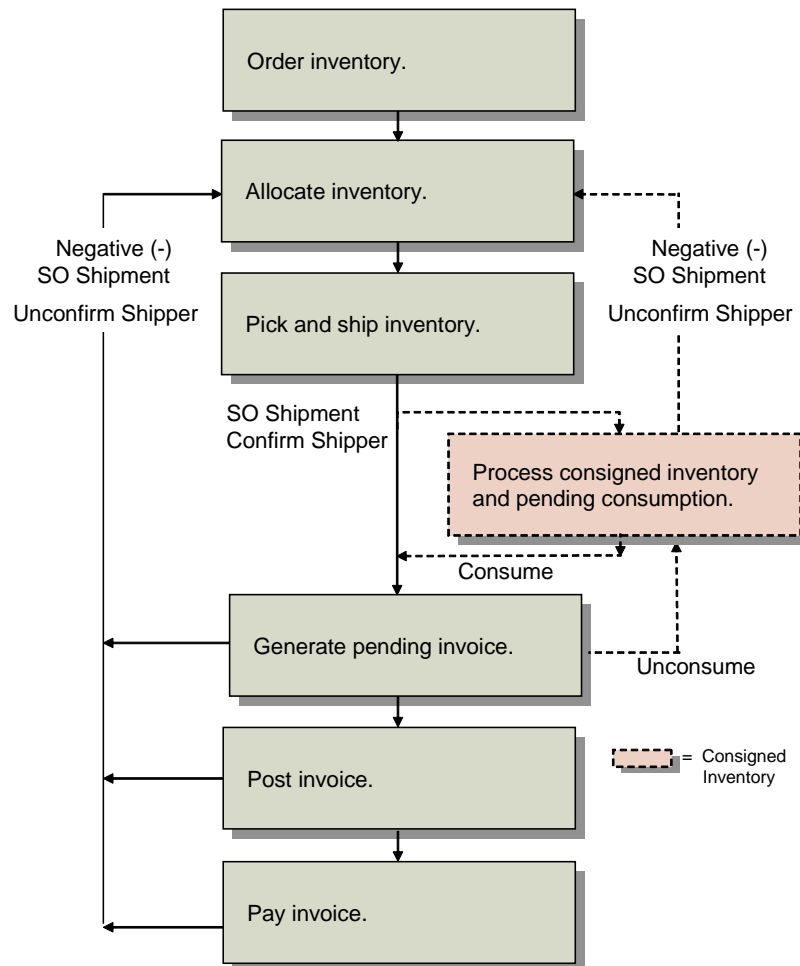 Order inventory.
Allocate inventory.
Negative (-)
SO Shipment
Unconfirm Shipper
Negative (-)
SO Shipment
Unconfirm Shipper
Pick and ship inventory.
SO Shipment
Confirm Shipper
Process consigned inventory
and pending consumption.
Consume
Generate pending invoice.
Unconsume
Post invoice.
= Consigned
Inventory
Pay invoice.